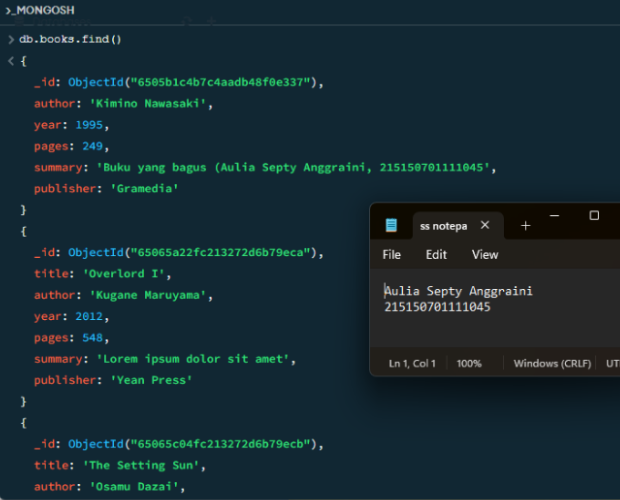 >_MONGOSH
> db.books.find()
< {
_id: ObjectId("6505b1c4b7c4aadb48f0e337"),
author: 'Kimino Nawasaki',
year: 1995,
pages: 249,
summary: 'Buku yang bagus (Aulia Septy Anggraini, 215150701111045',
publisher: 'Gramedia'
}
{
_id: ObjectId("65065a22fc213272d6b79eca"),
title: 'Overlord I',
author: 'Kugane Maruyama',
year: 2012,
pages: 548,
summary: 'Lorem ipsum dolor sit amet',
publisher: 'Yean Press'
}
{
_id: ObjectId("65065c04fc213272d6b79ecb"),
title: 'The Setting Sun',
author: 'Osamu Dazai',
ss notepa
File Edit View
Aulia Septy Anggraini
215150701111045
Ln 1, Col 1 100% Windows (CRLF) UT